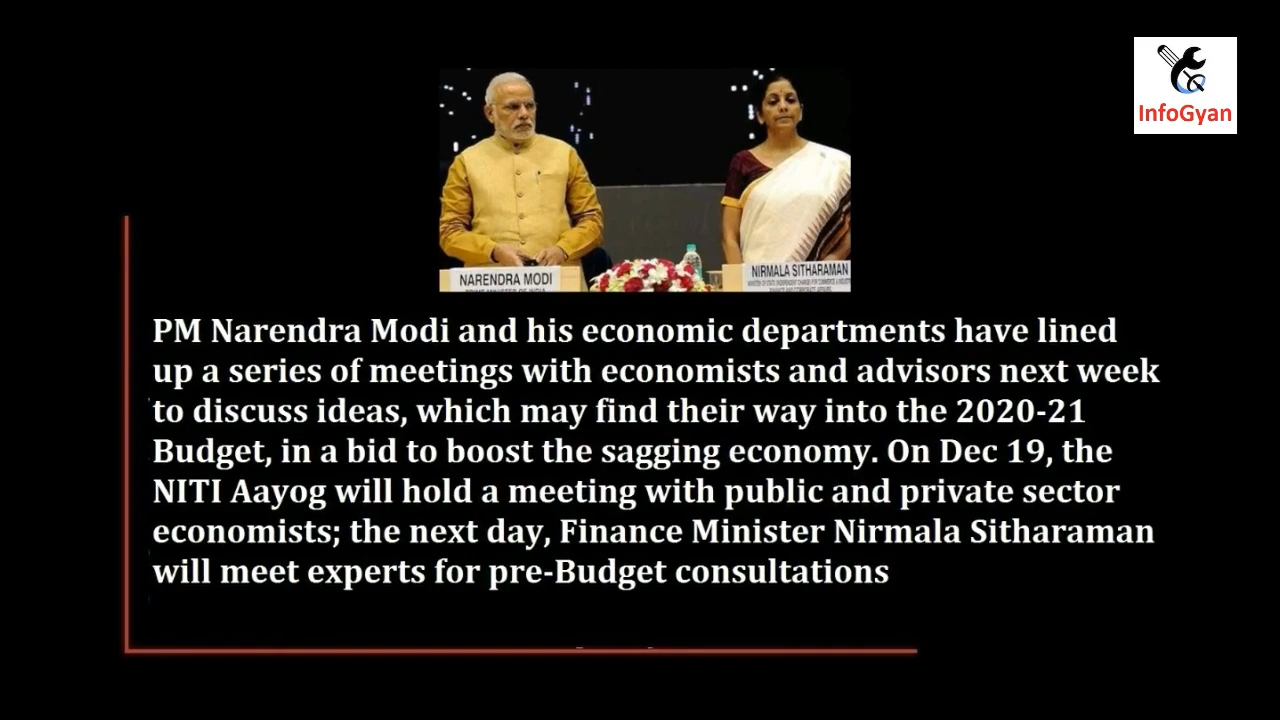 InfoGyan
NARENDRA MODI
NIRMALA SITHARAMAN
PM Narendra Modi and his economic departments have lined
up a series of meetings with economists and advisors next week
to discuss ideas, which may find their way into the 2020-21
Budget, in a bid to boost the sagging economy. On Dec 19, the
NITI Aayog will hold a meeting with public and private sector
economists; the next day, Finance Minister Nirmala Sitharaman
will meet experts for pre-Budget consultations